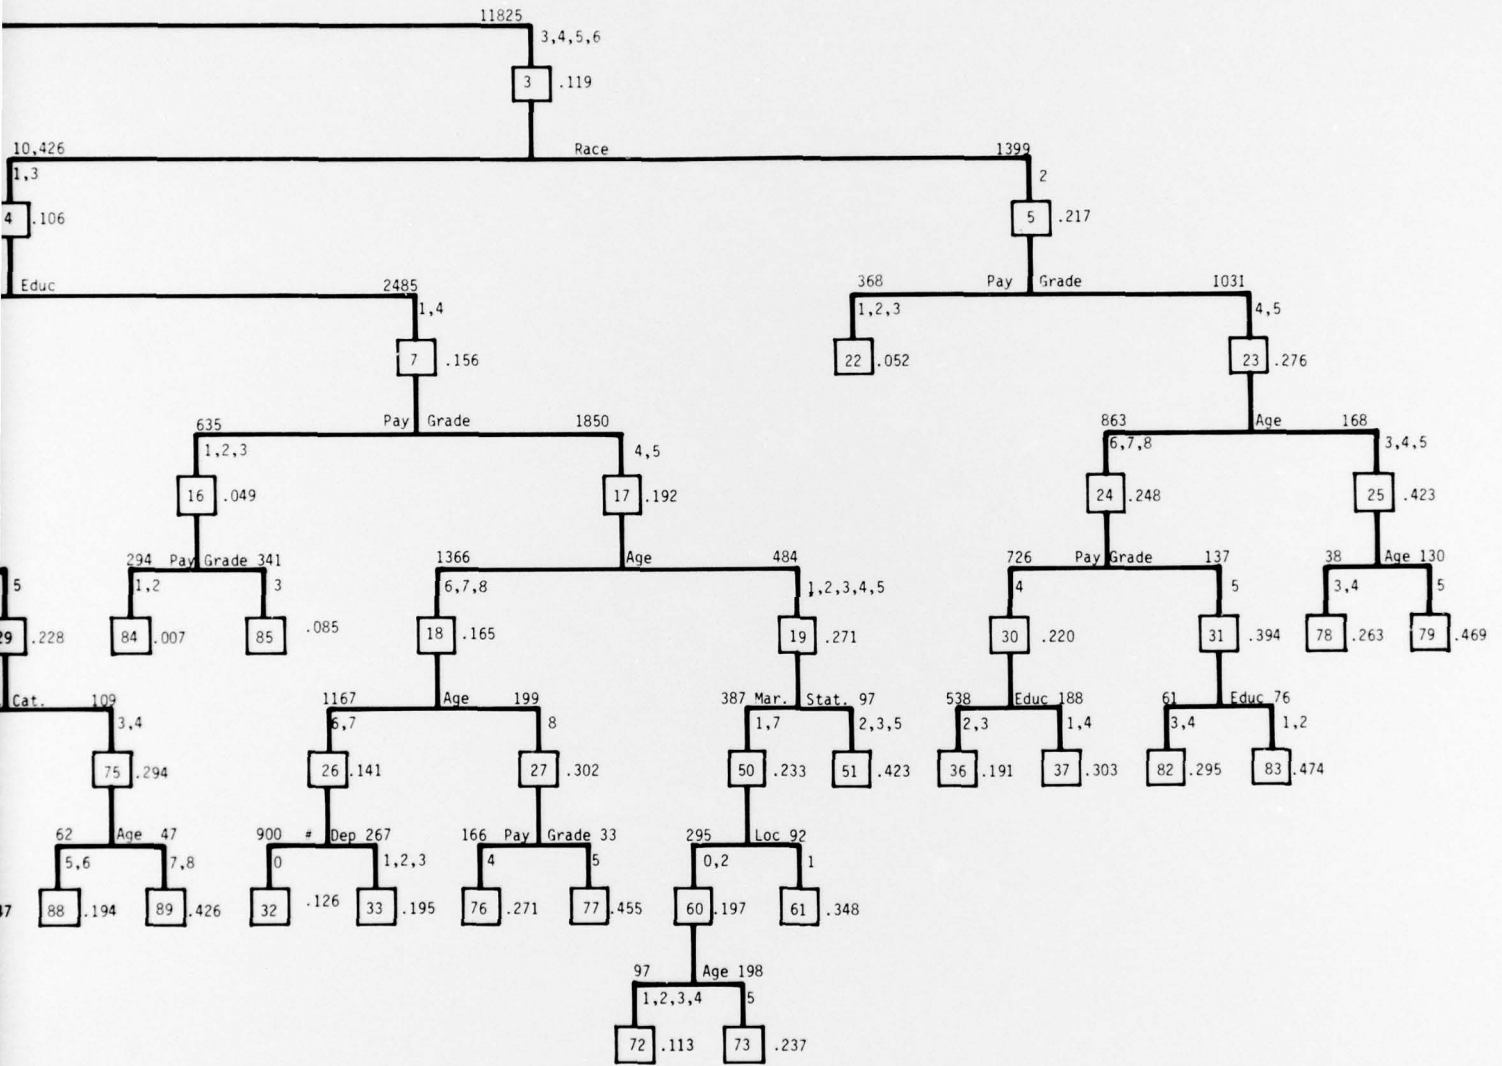 11825
3,4,5,6
3 .119
10,426 Race 1399
1,3 2
4 .106 5 .217
Educ 2485 368 Pay Grade 1031
1,4 1,2,3 4,5
7 .156 22 .052 23 .276
635 Pay Grade 1850 863 Age 168
1,2,3 4,5 6,7,8 3,4,5
16 .049 17 .192 24 .248 25 .423
294 Pay Grade 341 1366 Age 484 726 Pay Grade 137 38 Age 130
5 1,2 3 6,7,8 1,2,3,4,5 4 5 3,4 5
29 .228 84 .007 85 .085 18 .165 19 .271 30 .220 31 .394 78 .263 79 .469
Cat. 109 1167 Age 199 387 Mar. Stat. 97 538 Educ 188 61 Educ 76
3,4 6,7 8 1,7 2,3,5 2,3 1,4 3,4 1,2
75 .294 26 .141 27 .302 50 .233 51 .423 36 .191 37 .303 82 .295 83 .474
62 Age 47 900 # Dep 267 166 Pay Grade 33 295 Loc 92
5,6 7,8 0 1,2,3 4 5 0,2 1
47 88 .194 89 .426 32 .126 33 .195 76 .271 77 .455 60 .197 61 .348
97 Age 198
1,2,3,4 5
72 .113 73 .237